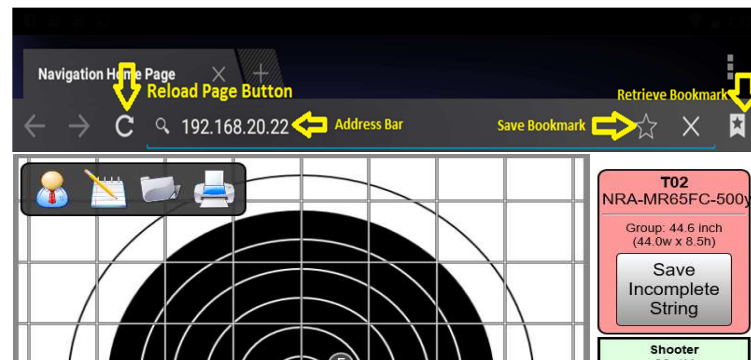 Navigation Home Page
Reload Page Button
Retrieve Bookmark
192.168.20.22
Address Bar
Save Bookmark
T02
NRA-MR65FC-500y
Group: 44.6 inch
(44.0w x 8.5h)
Save
Incomplete
String
Shooter